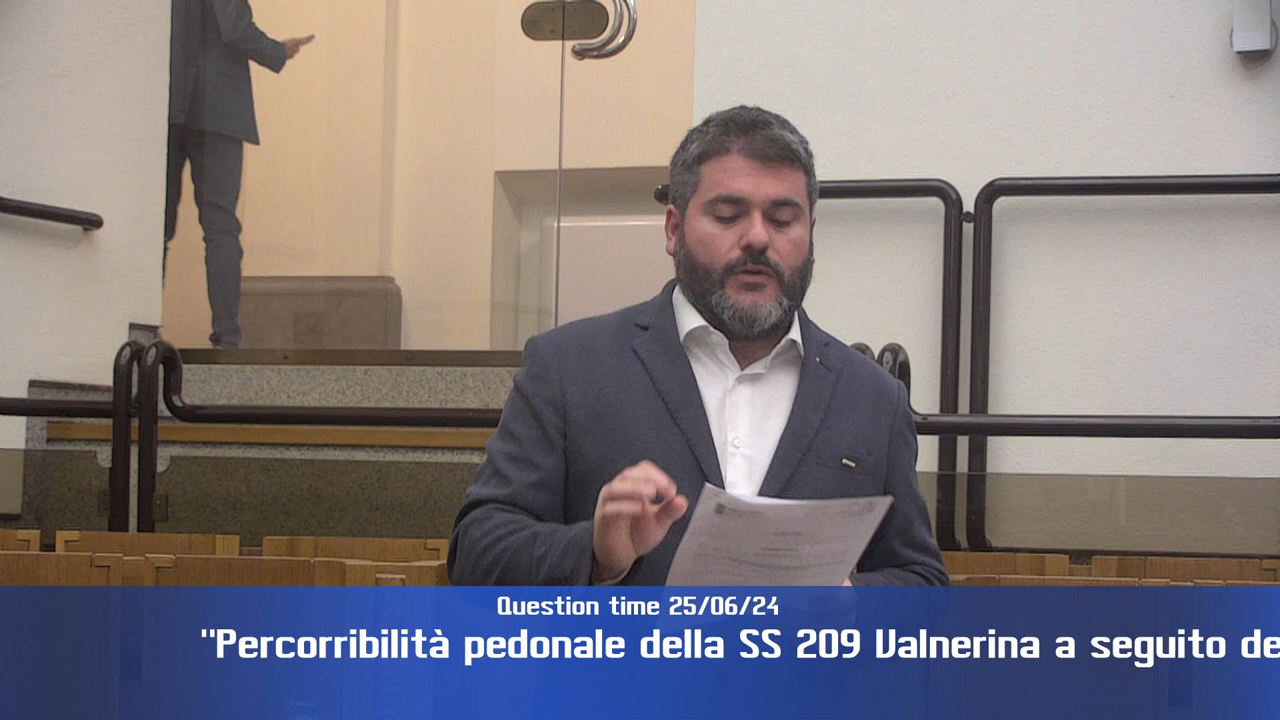 Question time 25/06/24
"Percorribilità pedonale della SS 209 Valnerina a seguito de